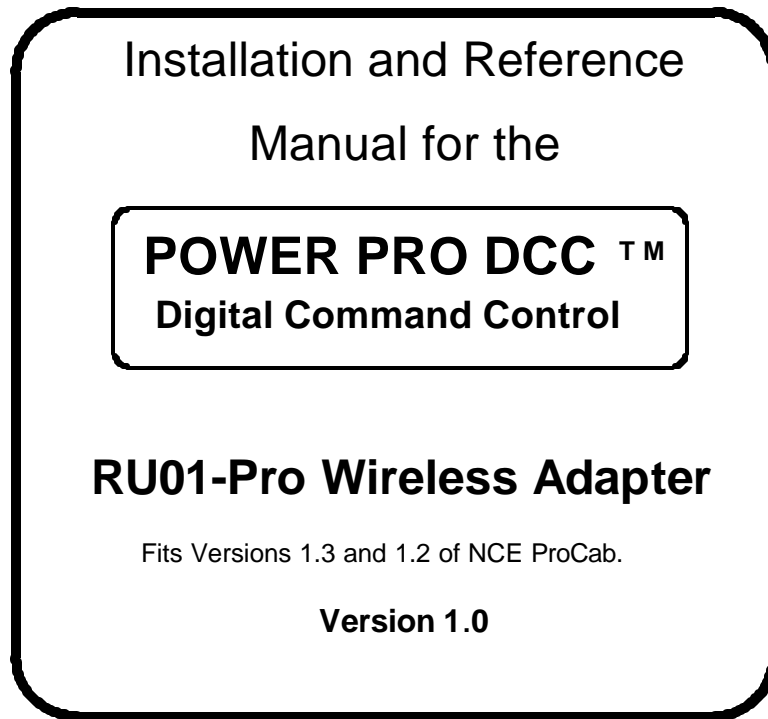 Installation and Reference
Manual for the
POWER PRO DCC TM
Digital Command Control
RU01-Pro Wireless Adapter
Fits Versions 1.3 and 1.2 of NCE ProCab.
Version 1.0